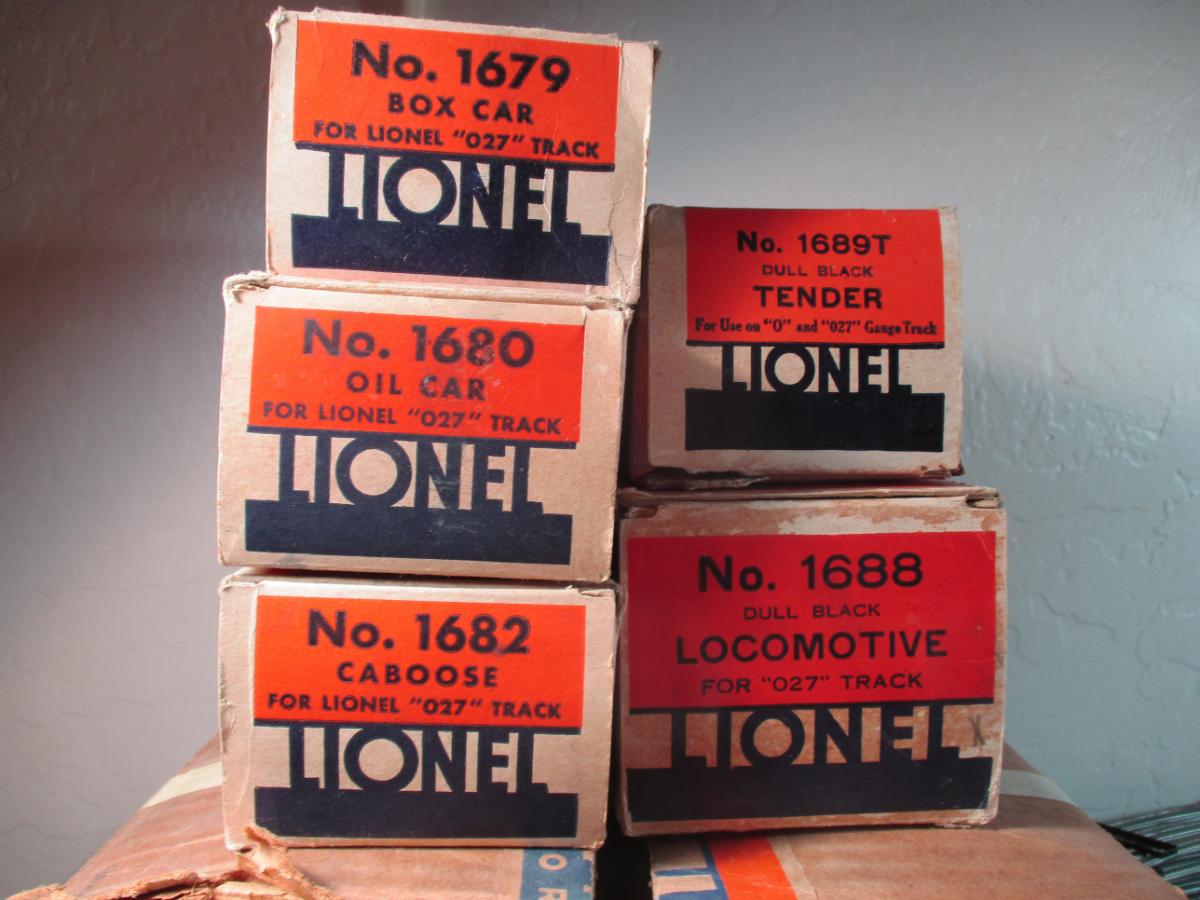 No. 1679
BOX CAR
FOR LIONEL "027" TRACK
LIONEL
No. 1680
OIL CAR
FOR LIONEL "027" TRACK
LIONEL
No. 1682
CABOOSE
FOR LIONEL "027" TRACK
LIONEL
No. 1689T
DULL BLACK
TENDER
For Use on "O" and "027" Gauge Track
LIONEL
No. 1688
DULL BLACK
LOCOMOTIVE
FOR "027" TRACK
LIONEL
X